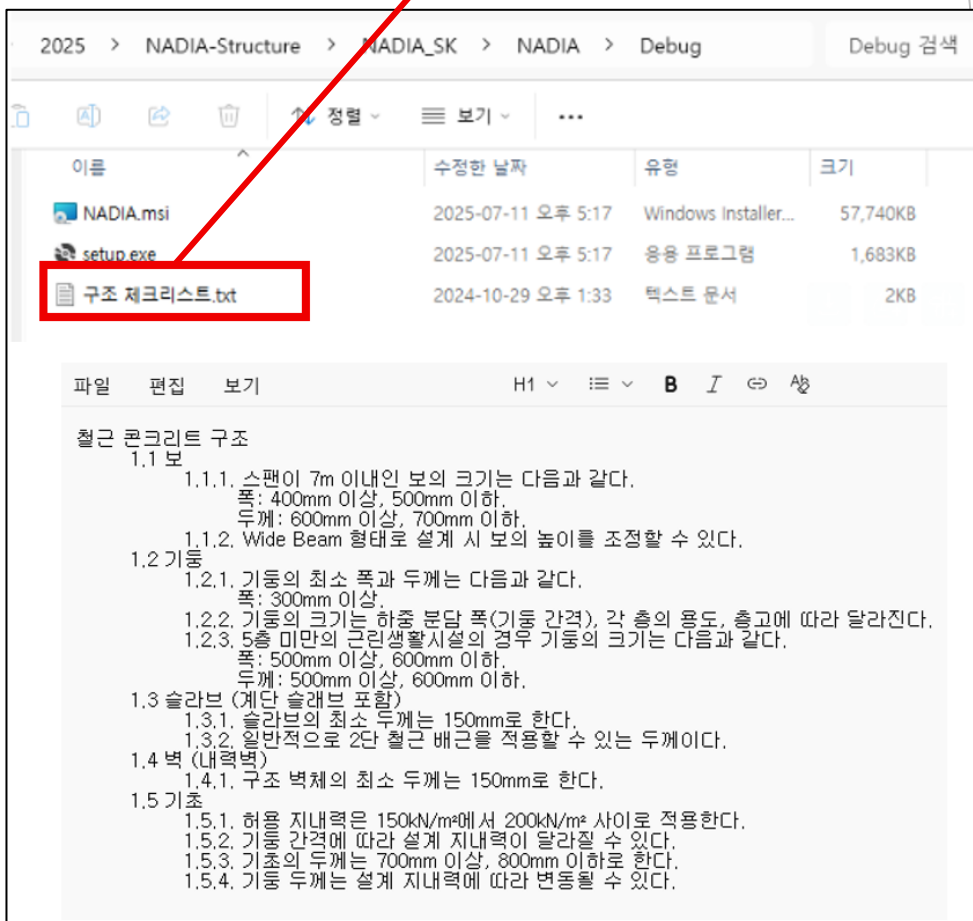 2025 > NADIA-Structure > NADIA_SK > NADIA > Debug Debug 검색
정렬 보기 ...
이름 수정한 날짜 유형 크기
NADIA.msi 2025-07-11 오후 5:17 Windows Installer... 57,740KB
setup.exe 2025-07-11 오후 5:17 응용 프로그램 1,683KB
구조 체크리스트.txt 2024-10-29 오후 1:33 텍스트 문서 2KB
파일 편집 보기 H1 B I
철근 콘크리트 구조
1.1 보
1.1.1. 스팬이 7m 이내인 보의 크기는 다음과 같다.
폭: 400mm 이상, 500mm 이하.
두께: 600mm 이상, 700mm 이하.
1.1.2. Wide Beam 형태로 설계 시 보의 높이를 조정할 수 있다.
1.2 기둥
1.2.1. 기둥의 최소 폭과 두께는 다음과 같다.
폭: 300mm 이상.
1.2.2. 기둥의 크기는 하중 분담 폭(기둥 간격), 각 층의 용도, 층고에 따라 달라진다.
1.2.3. 5층 미만의 근린생활시설의 경우 기둥의 크기는 다음과 같다.
폭: 500mm 이상, 600mm 이하.
두께: 500mm 이상, 600mm 이하.
1.3 슬라브 (계단 슬래브 포함)
1.3.1. 슬라브의 최소 두께는 150mm로 한다.
1.3.2. 일반적으로 2단 철근 배근을 적용할 수 있는 두께이다.
1.4 벽 (내력벽)
1.4.1. 구조 벽체의 최소 두께는 150mm로 한다.
1.5 기초
1.5.1. 허용 지내력은 150kN/m²에서 200kN/m² 사이로 적용한다.
1.5.2. 기둥 간격에 따라 설계 지내력이 달라질 수 있다.
1.5.3. 기초의 두께는 700mm 이상, 800mm 이하로 한다.
1.5.4. 기둥 두께는 설계 지내력에 따라 변동될 수 있다.